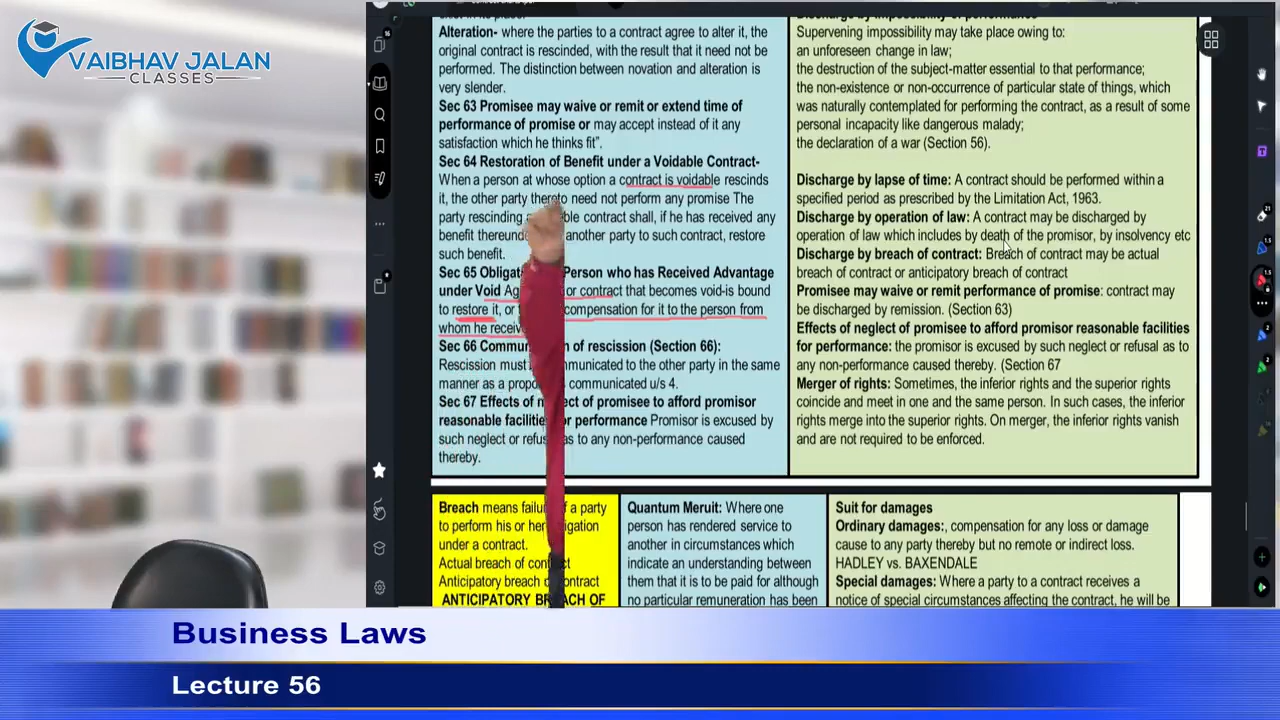 VAIBHAV JALAN
CLASSES
Alteration- where the parties to a contract agree to alter it, the
original contract is rescinded, with the result that it need not be
performed. The distinction between novation and alteration is
very slender.
Sec 63 Promisee may waive or remit or extend time of
performance of promise or may accept instead of it any
satisfaction which he thinks fit”.
Sec 64 Restoration of Benefit under a Voidable Contract-
When a person at whose option a contract is voidable rescinds
it, the other party thereto need not perform any promise The
party rescinding contract shall, if he has received any
benefit another party to such contract, restore
such benefit.
Sec 65 Person who has Received Advantage
under Void or contract that becomes void-is bound
to restore it, or compensation for it to the person from
whom he
Sec 66 of rescission (Section 66):
Rescission must to the other party in the same
manner as a communicated u/s 4.
Sec 67 Effects of of promisee to afford promisor
reasonable performance Promisor is excused by
such neglect or as to any non-performance caused
thereby.
Discharge by impossibility of performance
Supervening impossibility may take place owing to:
an unforeseen change in law;
the destruction of the subject-matter essential to that performance;
the non-existence or non-occurrence of particular state of things, which
was naturally contemplated for performing the contract, as a result of some
personal incapacity like dangerous malady;
the declaration of a war (Section 56).
Discharge by lapse of time: A contract should be performed within a
specified period as prescribed by the Limitation Act, 1963.
Discharge by operation of law: A contract may be discharged by
operation of law which includes by death of the promisor, by insolvency etc
Discharge by breach of contract: Breach of contract may be actual
breach of contract or anticipatory breach of contract
Promisee may waive or remit performance of promise: contract may
be discharged by remission. (Section 63)
Effects of neglect of promisee to afford promisor reasonable facilities
for performance: the promisor is excused by such neglect or refusal as to
any non-performance caused thereby. (Section 67
Merger of rights: Sometimes, the inferior rights and the superior rights
coincide and meet in one and the same person. In such cases, the inferior
rights merge into the superior rights. On merger, the inferior rights vanish
and are not required to be enforced.
Breach means of a party
to perform his or her
under a contract.
Actual breach of
Anticipatory breach
ANTICIPATORY OF
Quantum Meruit: Where one
person has rendered service to
another in circumstances which
indicate an understanding between
them that it is to be paid for although
no particular remuneration has been
Suit for damages
Ordinary damages:, compensation for any loss or damage
cause to any party thereby but no remote or indirect loss.
HADLEY vs. BAXENDALE
Special damages: Where a party to a contract receives a
notice of special circumstances affecting the contract, he will be
Business Laws
Lecture 56